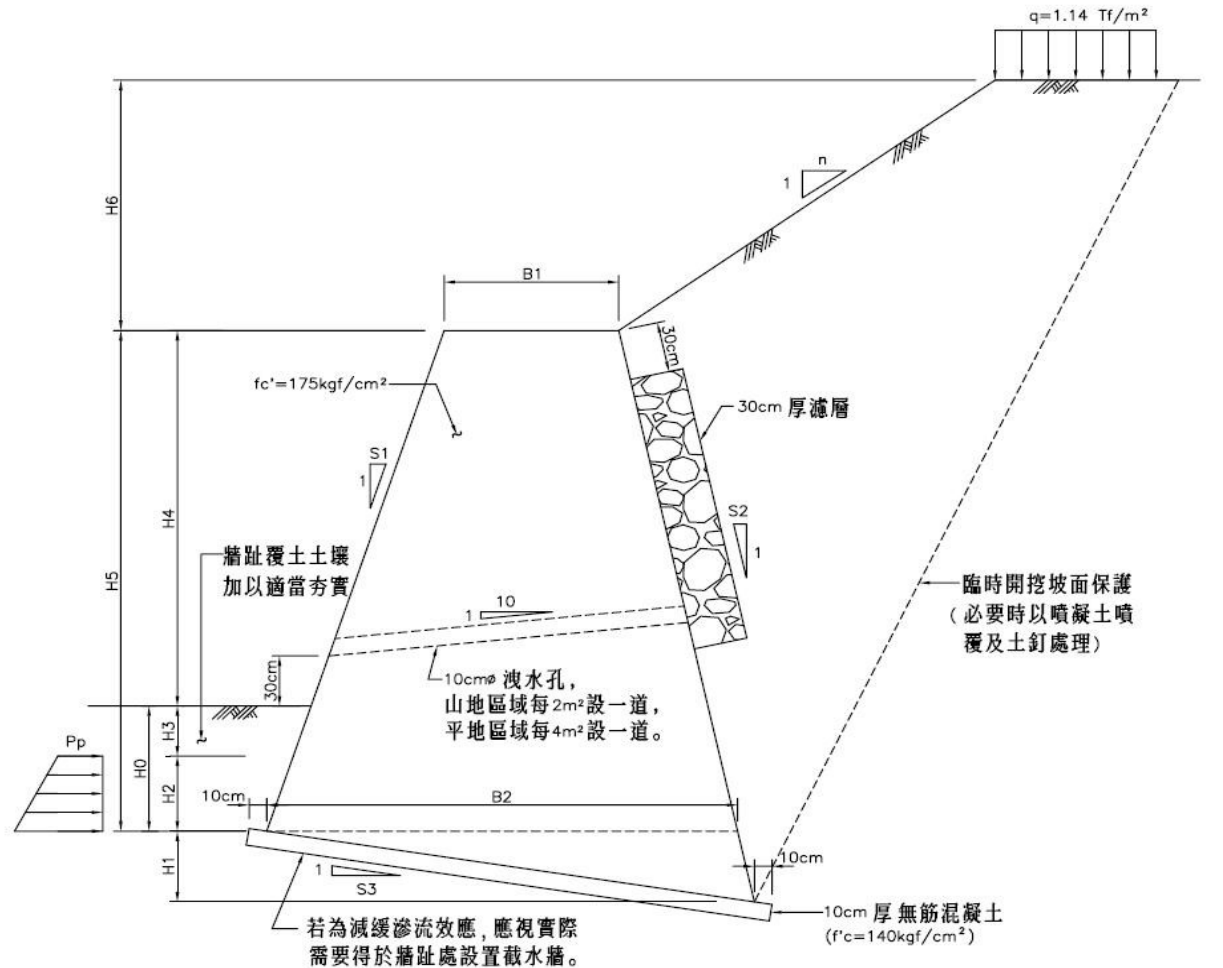 q=1.14 Tf/m²
n
1
H6
B1
30cm
fc'=175kgf/cm²
30cm 厚濾層
S1
1
S2
1
H4
H5
牆趾覆土土壤
加以適當夯實
臨時開挖坡面保護
(必要時以噴凝土噴
覆及土釘處理)
10
1
30cm
10cmø 洩水孔,
山地區域每2m²設一道,
平地區域每4m²設一道。
Pp
H3
H0
H2
10cm
B2
H1
10cm
1
S3
10cm 厚無筋混凝土
(f'c=140kgf/cm²)
若為減緩滲流效應,應視實際
需要得於牆趾處設置截水牆。